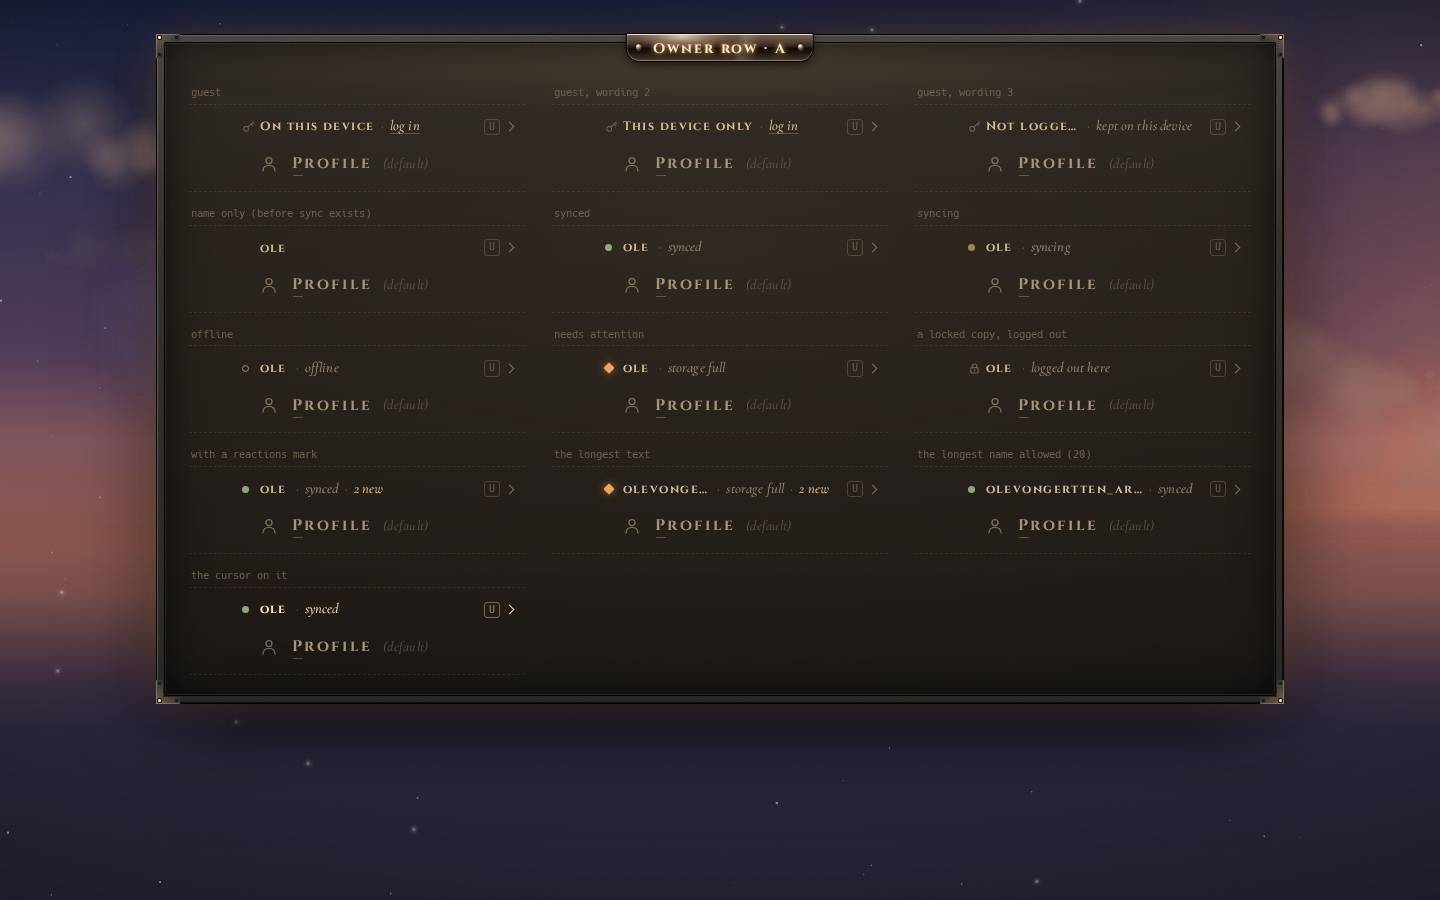 Owner row · A
guest
On this device · log in U
Profile (default)
guest, wording 2
This device only · log in U
Profile (default)
guest, wording 3
Not logge… · kept on this device U
Profile (default)
name only (before sync exists)
OLE U
Profile (default)
synced
OLE · synced U
Profile (default)
syncing
OLE · syncing U
Profile (default)
offline
OLE · offline U
Profile (default)
needs attention
OLE · storage full U
Profile (default)
a locked copy, logged out
OLE · logged out here U
Profile (default)
with a reactions mark
OLE · synced · 2 new U
Profile (default)
the longest text
OLEVONGE… · storage full · 2 new U
Profile (default)
the longest name allowed (20)
OLEVONGERTTEN_AR… · synced U
Profile (default)
the cursor on it
OLE · synced U
Profile (default)